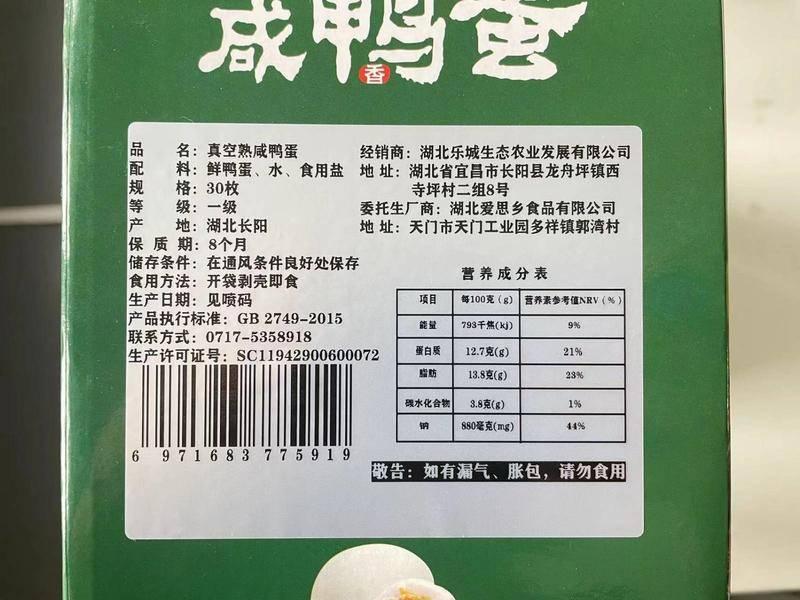 咸鸭蛋
香
品 名：真空熟咸鸭蛋
配 料：鲜鸭蛋、水、食用盐
规 格：30枚
等 级：一级
产 地：湖北长阳
保 质 期：8个月
储存条件：在通风条件良好处保存
食用方法：开袋剥壳即食
生产日期：见喷码
产品执行标准：GB 2749-2015
联系方式：0717-5358918
生产许可证号：SC11942900600072
6 971683 775919
经销商：湖北乐城生态农业发展有限公司
地 址：湖北省宜昌市长阳县龙舟坪镇西
寺坪村二组8号
委托生厂商：湖北爱思乡食品有限公司
地 址：天门市天门工业园多祥镇郭湾村
营养成分表
项目 每100克（g） 营养素参考值NRV（%）
能量 793千焦(kj) 9%
蛋白质 12.7克(g) 21%
脂肪 13.8克(g) 23%
碳水化合物 3.8克(g) 1%
钠 880毫克(mg) 44%
敬告：如有漏气、胀包，请勿食用